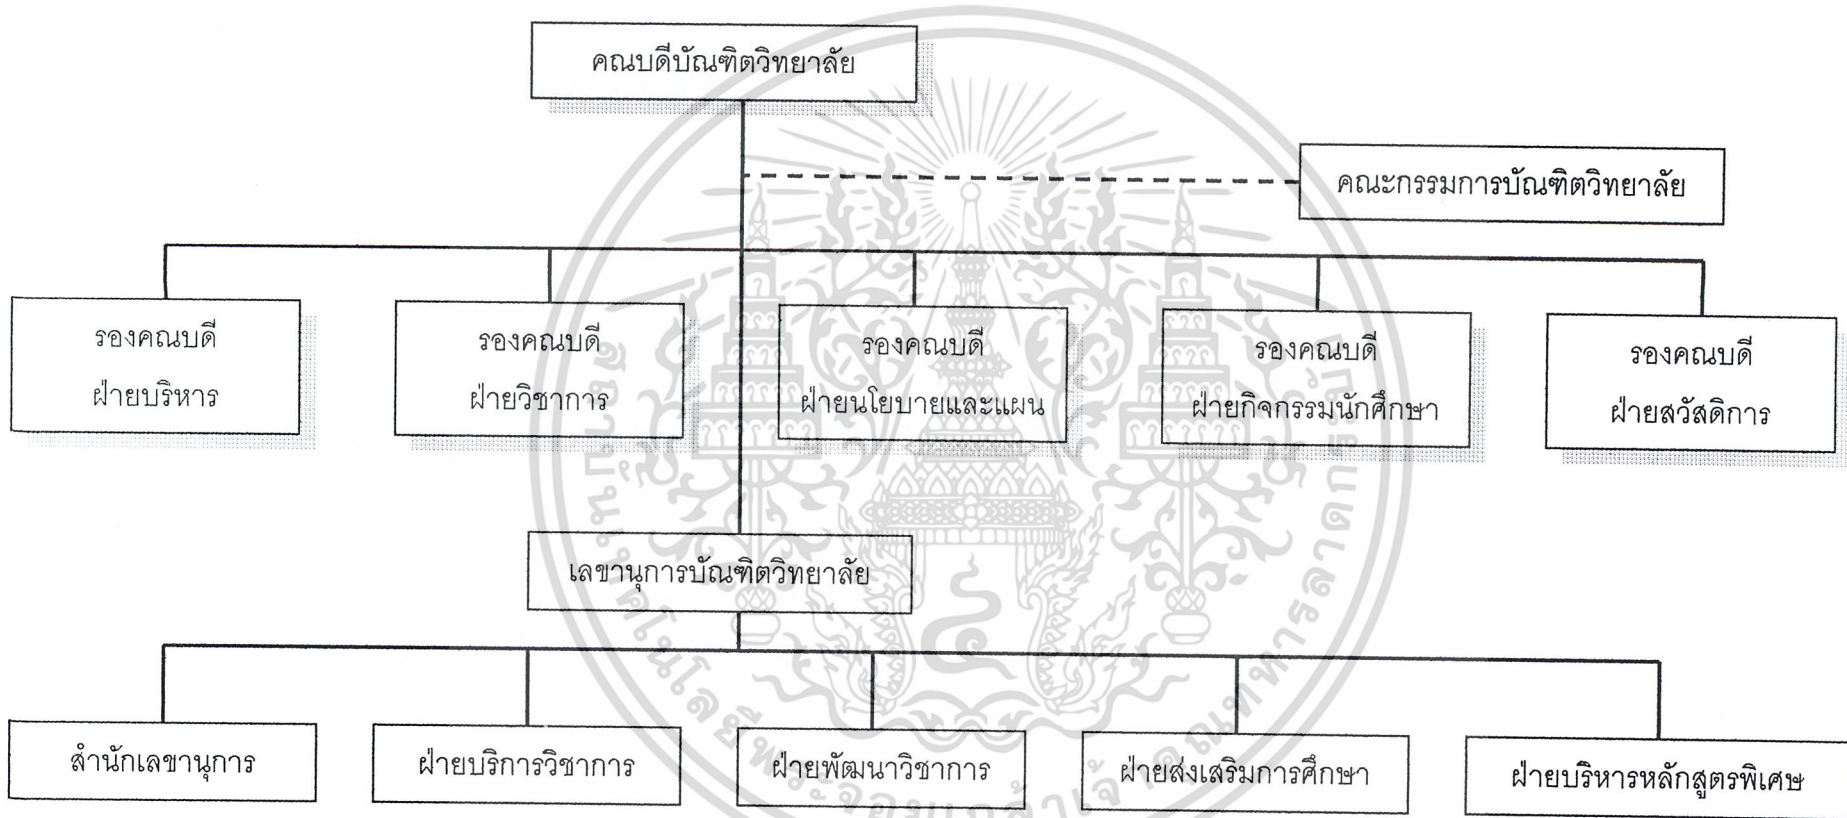 คณบดีบัณฑิตวิทยาลัย
คณะกรรมการบัณฑิตวิทยาลัย
รองคณบดี
ฝ่ายบริหาร
รองคณบดี
ฝ่ายวิชาการ
รองคณบดี
ฝ่ายนโยบายและแผน
รองคณบดี
ฝ่ายกิจกรรมนักศึกษา
รองคณบดี
ฝ่ายสวัสดิการ
เลขานุการบัณฑิตวิทยาลัย
สำนักเลขานุการ
ฝ่ายบริการวิชาการ
ฝ่ายพัฒนาวิชาการ
ฝ่ายส่งเสริมการศึกษา
ฝ่ายบริหารหลักสูตรพิเศษ